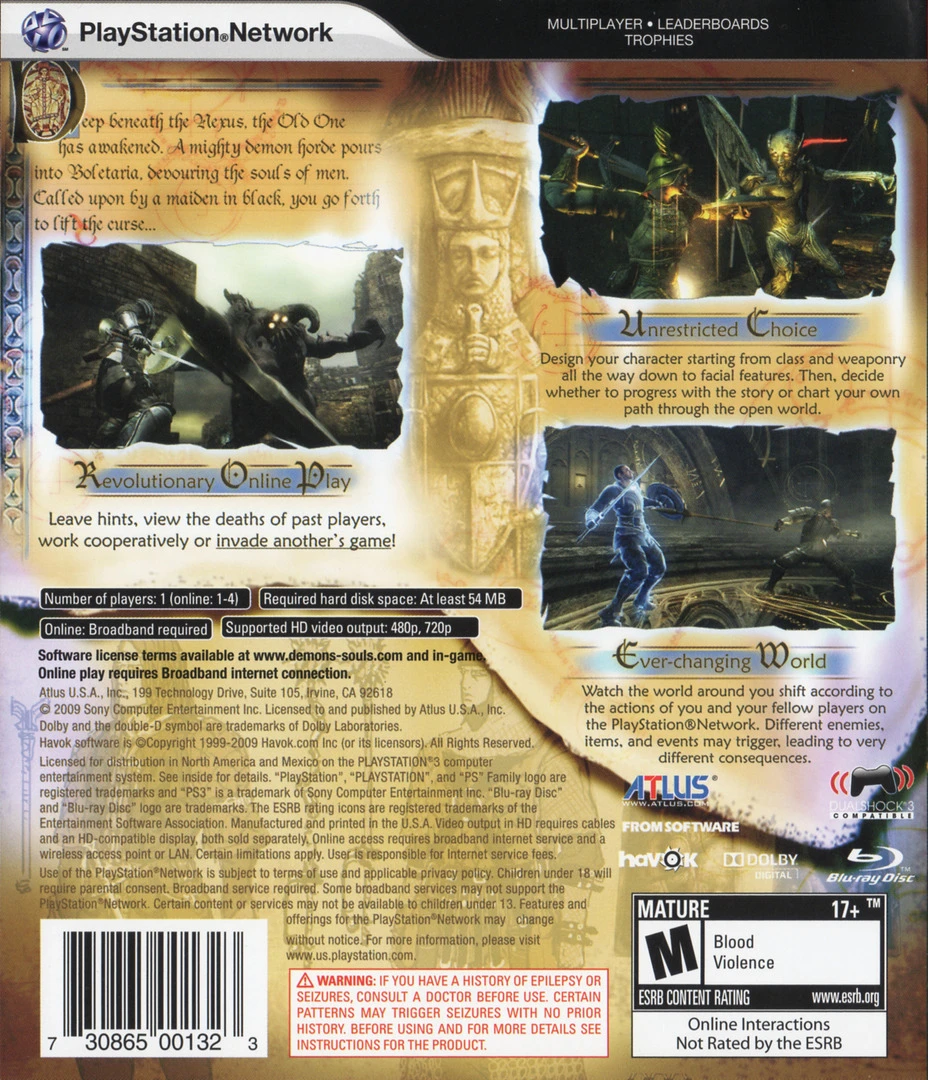 PlayStation®Network
MULTIPLAYER • LEADERBOARDS
TROPHIES
Deep beneath the Nexus, the Old One
has awakened. A mighty demon horde pours
into Boletaria, devouring the souls of men.
Called upon by a maiden in black, you go forth
to lift the curse...
Revolutionary Online Play
Leave hints, view the deaths of past players,
work cooperatively or invade another's game!
Unrestricted Choice
Design your character starting from class and weaponry
all the way down to facial features. Then, decide
whether to progress with the story or chart your own
path through the open world.
Ever-changing World
Watch the world around you shift according to
the actions of you and your fellow players on
the PlayStation®Network. Different enemies,
items, and events may trigger, leading to very
different consequences.
Number of players: 1 (online: 1-4)
Required hard disk space: At least 54 MB
Online: Broadband required
Supported HD video output: 480p, 720p
Software license terms available at www.demons-souls.com and in-game.
Online play requires Broadband internet connection.
Atlus U.S.A., Inc., 199 Technology Drive, Suite 105, Irvine, CA 92618
© 2009 Sony Computer Entertainment Inc. Licensed to and published by Atlus U.S.A., Inc.
Dolby and the double-D symbol are trademarks of Dolby Laboratories.
Havok software is ©Copyright 1999-2009 Havok.com Inc (or its licensors). All Rights Reserved.
Licensed for distribution in North America and Mexico on the PLAYSTATION®3 computer
entertainment system. See inside for details. "PlayStation", "PLAYSTATION", and "PS" Family logo are
registered trademarks and "PS3" is a trademark of Sony Computer Entertainment Inc. "Blu-ray Disc"
and "Blu-ray Disc" logo are trademarks. The ESRB rating icons are registered trademarks of the
Entertainment Software Association. Manufactured and printed in the U.S.A. Video output in HD requires cables
and an HD-compatible display, both sold separately. Online access requires broadband internet service and a
wireless access point or LAN. Certain limitations apply. User is responsible for Internet service fees.
Use of the PlayStation®Network is subject to terms of use and applicable privacy policy. Children under 18 will
require parental consent. Broadband service required. Some broadband services may not support the
PlayStation®Network. Certain content or services may not be available to children under 13. Features and
offerings for the PlayStation®Network may change
without notice. For more information, please visit
www.us.playstation.com.
ATLUS®
WWW.ATLUS.COM
DUALSHOCK®3
COMPATIBLE
FROM SOFTWARE
havok
DOLBY
DIGITAL
Blu-ray Disc™
MATURE 17+ ™
M
Blood
Violence
ESRB CONTENT RATING www.esrb.org
Online Interactions
Not Rated by the ESRB
WARNING: IF YOU HAVE A HISTORY OF EPILEPSY OR
SEIZURES, CONSULT A DOCTOR BEFORE USE. CERTAIN
PATTERNS MAY TRIGGER SEIZURES WITH NO PRIOR
HISTORY. BEFORE USING AND FOR MORE DETAILS SEE
INSTRUCTIONS FOR THE PRODUCT.
7 30865 00132 3